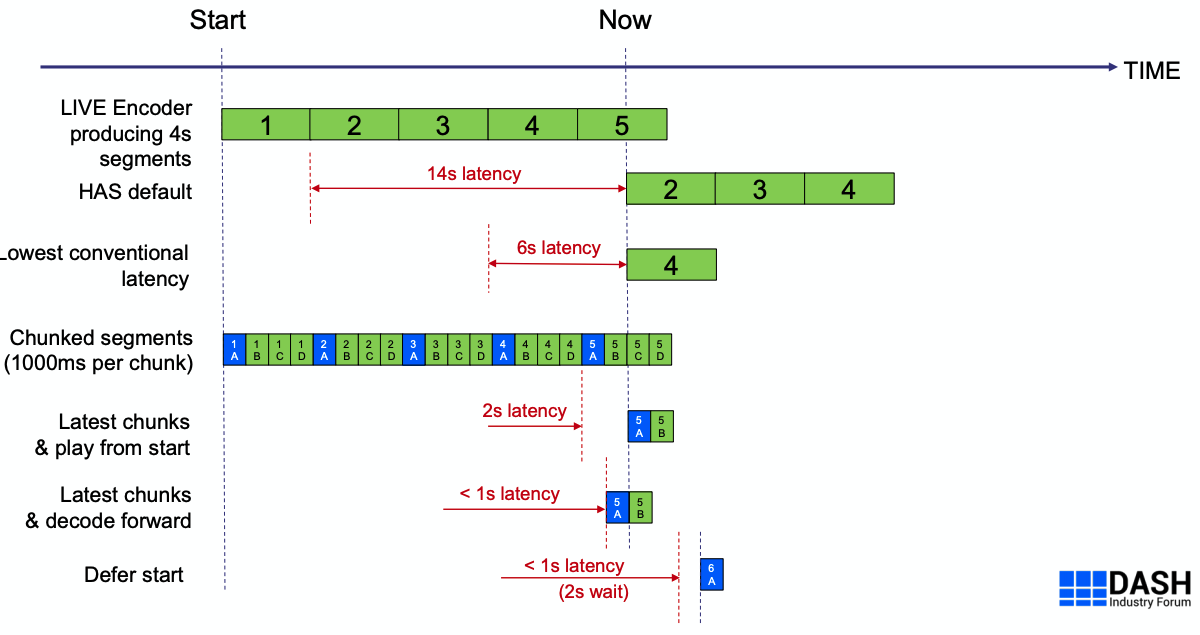 Start
Now
TIME
LIVE Encoder
producing 4s
segments
1 2 3 4 5
HAS default
14s latency
2 3 4
Lowest conventional
latency
6s latency
4
Chunked segments
(1000ms per chunk)
1 1 1 1 2 2 2 2 3 3 3 3 4 4 4 4 5 5 5 5
A B C D A B C D A B C D A B C D A B C D
Latest chunks
& play from start
2s latency
5 5
A B
Latest chunks
& decode forward
< 1s latency
5 5
A B
Defer start
< 1s latency
(2s wait)
6
A
DASH
Industry Forum